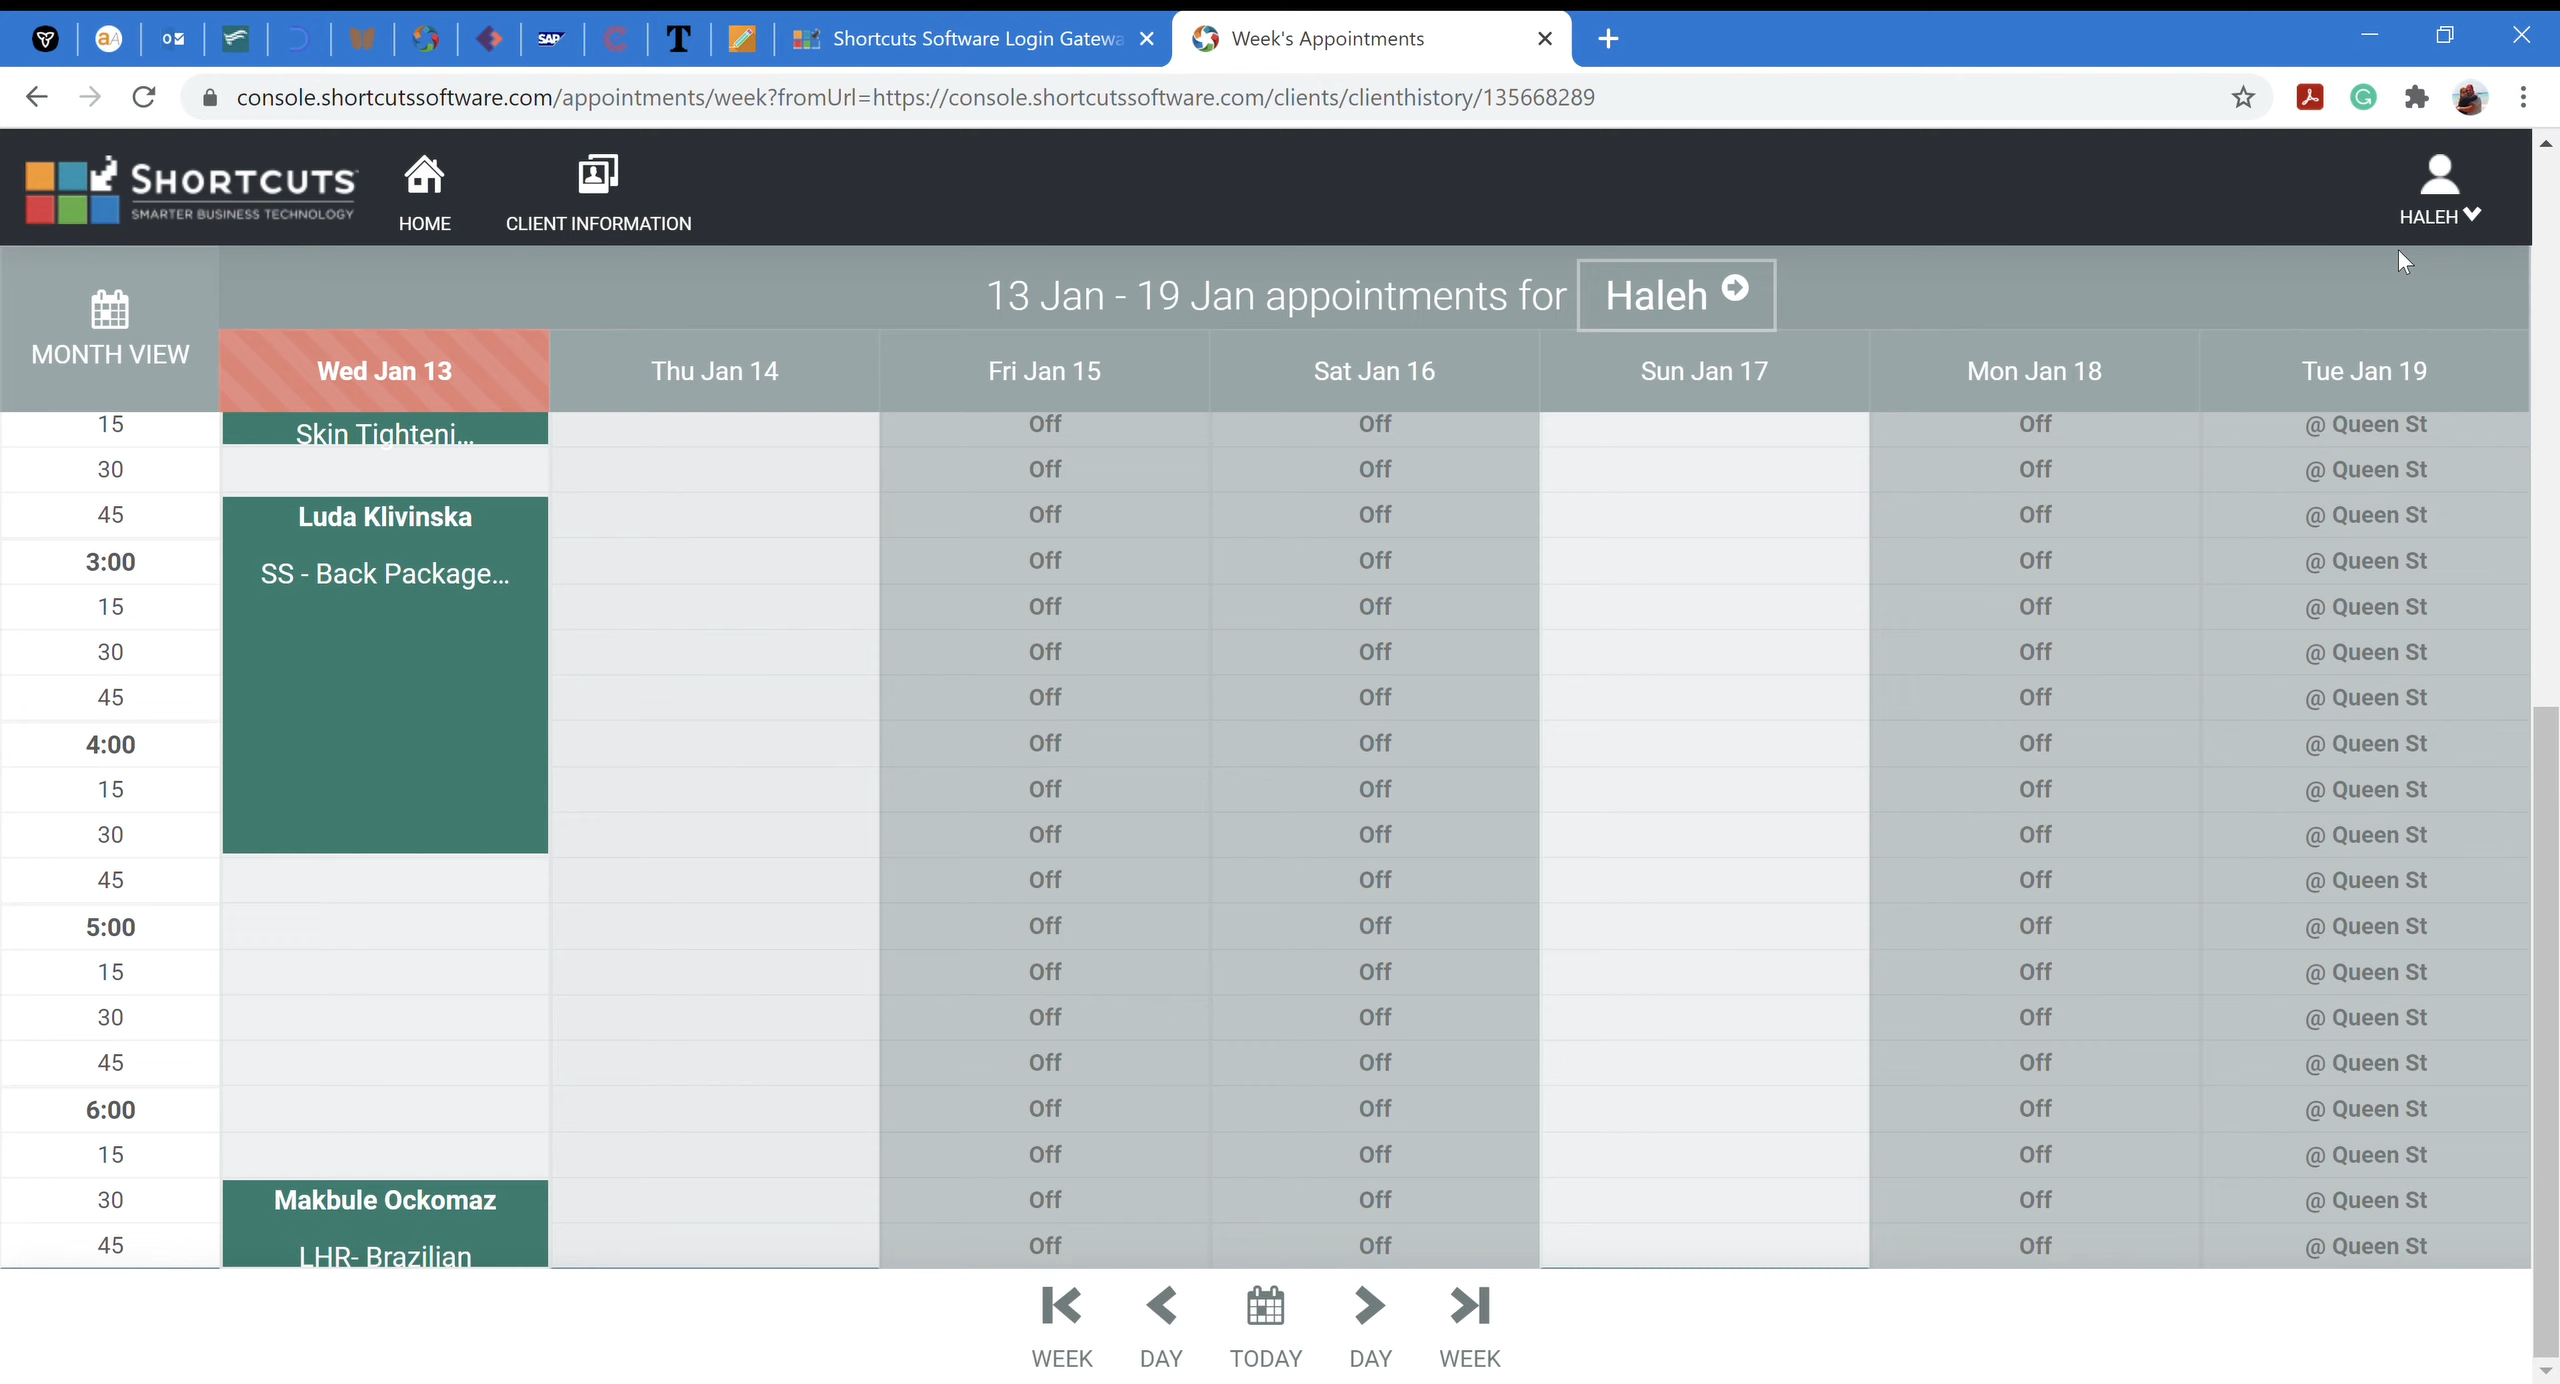 aA
SAP
C
T
Shortcuts Software Login Gatewa
Week's Appointments
console.shortcutssoftware.com/appointments/week?fromUrl=https://console.shortcutssoftware.com/clients/clienthistory/135668289
SHORTCUTS
SMARTER BUSINESS TECHNOLOGY
HOME
CLIENT INFORMATION
HALEH
MONTH VIEW
13 Jan - 19 Jan appointments for Haleh
Wed Jan 13 Thu Jan 14 Fri Jan 15 Sat Jan 16 Sun Jan 17 Mon Jan 18 Tue Jan 19
15 Skin Tighteni... Off Off Off @ Queen St
30 Off Off Off @ Queen St
45 Luda Klivinska Off Off Off @ Queen St
3:00 SS - Back Package... Off Off Off @ Queen St
15 Off Off Off @ Queen St
30 Off Off Off @ Queen St
45 Off Off Off @ Queen St
4:00 Off Off Off @ Queen St
15 Off Off Off @ Queen St
30 Off Off Off @ Queen St
45 Off Off Off @ Queen St
5:00 Off Off Off @ Queen St
15 Off Off Off @ Queen St
30 Off Off Off @ Queen St
45 Off Off Off @ Queen St
6:00 Off Off Off @ Queen St
15 Off Off Off @ Queen St
30 Makbule Ockomaz Off Off Off @ Queen St
45 LHR- Brazilian Off Off Off @ Queen St
WEEK DAY TODAY DAY WEEK